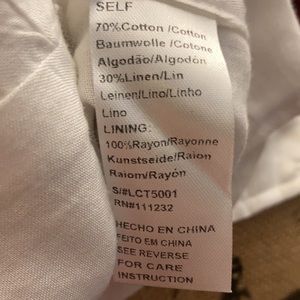 SELF
70%Cotton /Cotton
Baumwolle /Cotone
Algodão/Algodón
30%Linen/Lin
Leinen/Lino/Linho
Lino
LINING:
100%Rayon/Rayonne
Kunstseide/Raion
Raiom/Rayón
S/#LCT5001
RN#111232
HECHO EN CHINA
FEITO EM CHINA
SEE REVERSE
FOR CARE
INSTRUCTION